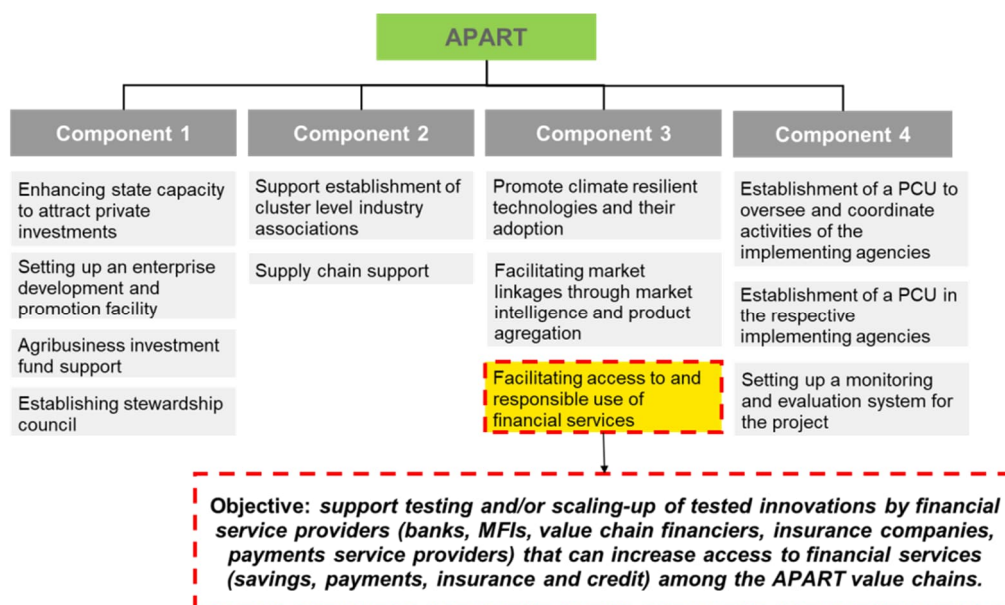 APART
Component 1
Enhancing state capacity
to attract private
investments
Setting up an enterprise
development and
promotion facility
Agribusiness investment
fund support
Establishing stewardship
council
Component 2
Support establishment of
cluster level industry
associations
Supply chain support
Component 3
Promote climate resilient
technologies and their
adoption
Facilitating market
linkages through market
intelligence and product
agregation
Facilitating access to and
responsible use of
financial services
Component 4
Establishment of a PCU to
oversee and coordinate
activities of the
implementing agencies
Establishment of a PCU in
the respective
implementing agencies
Setting up a monitoring
and evaluation system for
the project
Objective: support testing and/or scaling-up of tested innovations by financial
service providers (banks, MFIs, value chain financiers, insurance companies,
payments service providers) that can increase access to financial services
(savings, payments, insurance and credit) among the APART value chains.